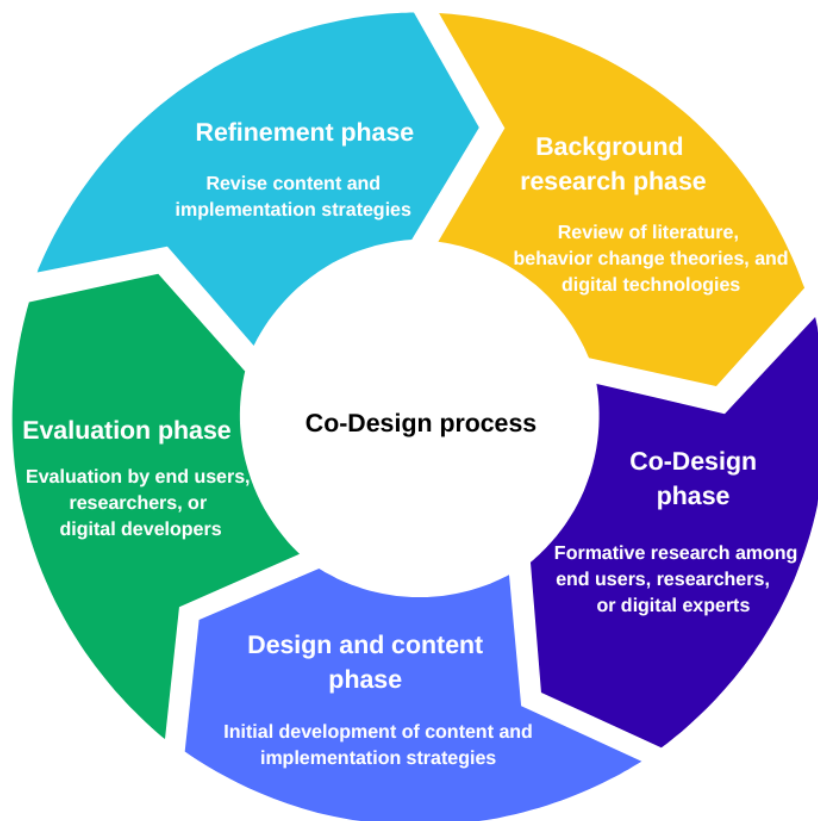 Refinement phase
Revise content and
implementation strategies
Background
research phase
Review of literature,
behavior change theories, and
digital technologies
Co-Design process
Co-Design
phase
Formative research among
end users, researchers,
or digital experts
Design and content
phase
Initial development of content and
implementation strategies
Evaluation phase
Evaluation by end users,
researchers, or
digital developers